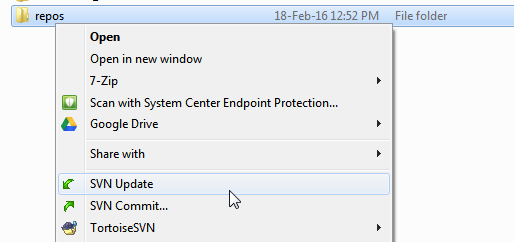 repos 18-Feb-16 12:52 PM File folder
Open
Open in new window
7-Zip
Scan with System Center Endpoint Protection...
Google Drive
Share with
SVN Update
SVN Commit...
TortoiseSVN